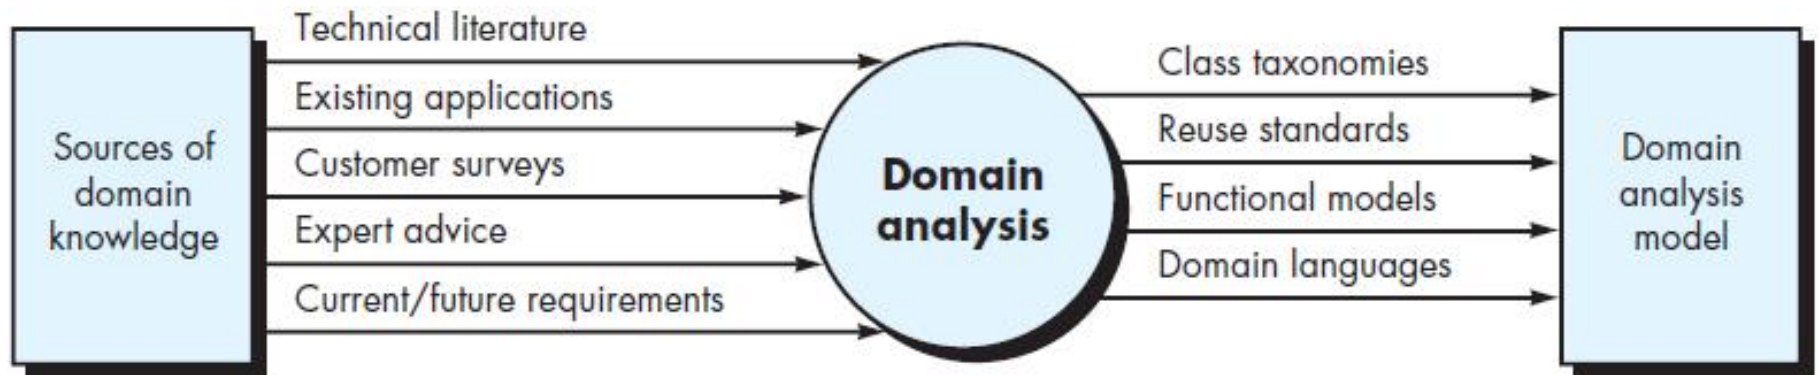 Sources of
domain
knowledge
Technical literature
Existing applications
Customer surveys
Expert advice
Current/future requirements
Domain
analysis
Class taxonomies
Reuse standards
Functional models
Domain languages
Domain
analysis
model